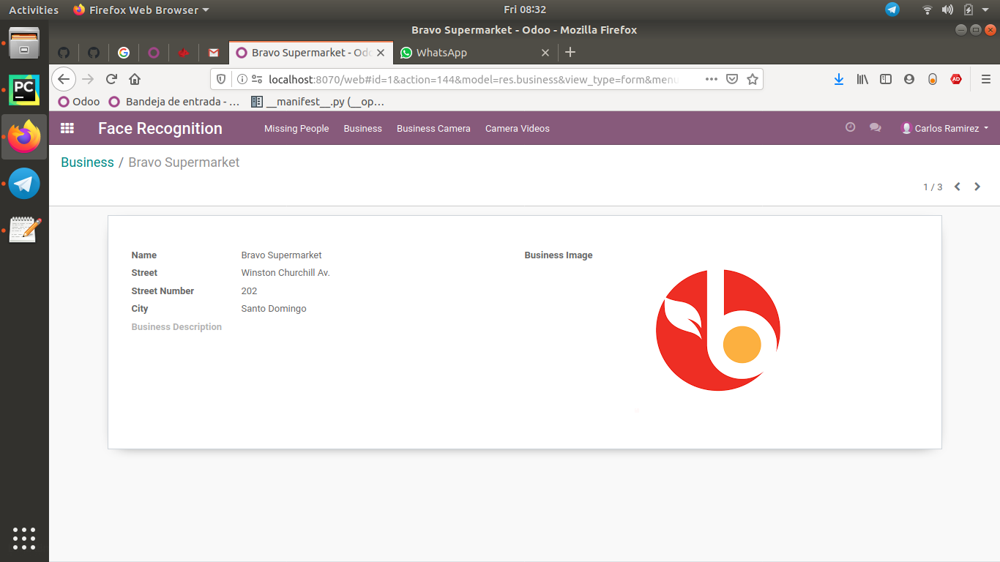 Activities Firefox Web Browser Fri 08:32
Bravo Supermarket - Odoo - Mozilla Firefox
Bravo Supermarket - Odo WhatsApp
localhost:8070/web#id=1&action=144&model=res.business&view_type=form&menu
Odoo Bandeja de entrada - … __manifest__.py (__op…
Face Recognition Missing People Business Business Camera Camera Videos Carlos Ramirez
Business / Bravo Supermarket
1 / 3
Name Bravo Supermarket Business Image
Street Winston Churchill Av.
Street Number 202
City Santo Domingo
Business Description